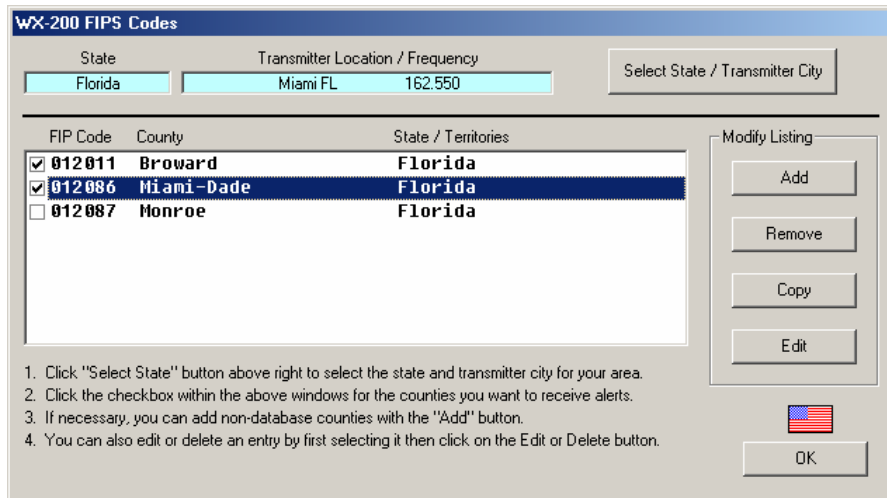 WX-200 FIPS Codes
State
Transmitter Location / Frequency
Florida
Miami FL 162.550
Select State / Transmitter City
FIP Code County State / Territories
012011 Broward Florida
012086 Miami-Dade Florida
012087 Monroe Florida
Modify Listing
Add
Remove
Copy
Edit
1. Click "Select State" button above right to select the state and transmitter city for your area.
2. Click the checkbox within the above windows for the counties you want to receive alerts.
3. If necessary, you can add non-database counties with the "Add" button.
4. You can also edit or delete an entry by first selecting it then click on the Edit or Delete button.
OK